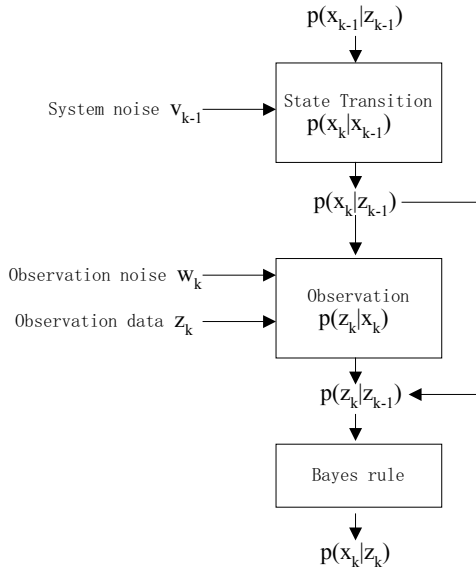 p(x_{k-1}|z_{k-1})
State Transition
System noise v_{k-1}
p(x_k|x_{k-1})
p(x_k|z_{k-1})
Observation noise w_k
Observation
Observation data z_k
p(z_k|x_k)
p(z_k|z_{k-1})
Bayes rule
p(x_k|z_k)